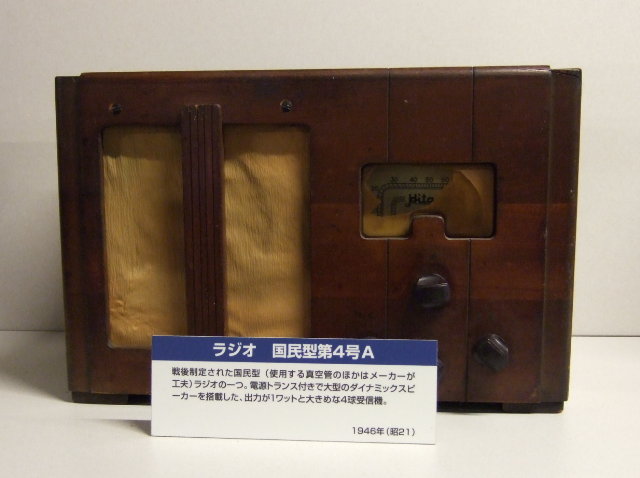 30 40 50 60
ラジオ 国民型第4号A
戦後制定された国民型（使用する真空管のほかはメーカーが
工夫）ラジオの一つ。電源トランス付きで大型のダイナミックスピ
ーカーを搭載した、出力が1ワットと大きめな4球受信機。
1946年（昭21）